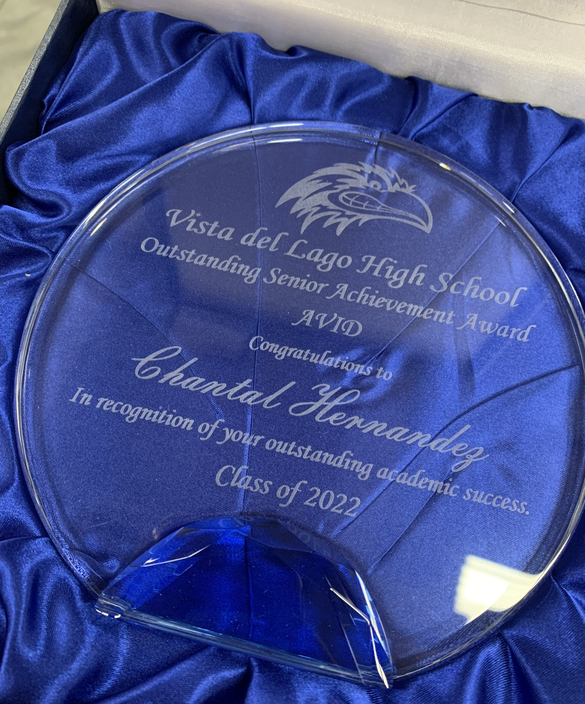 Vista del Lago High School
Outstanding Senior Achievement Award
AVID
Congratulations to
Chantal Hernandez
In recognition of your outstanding academic success.
Class of 2022